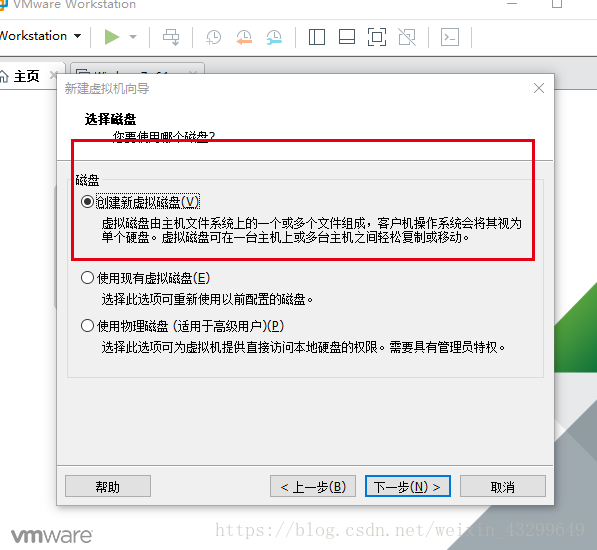 VMware Workstation
Workstation
主页
新建虚拟机向导
选择磁盘
您要使用哪个磁盘?
磁盘
创建新虚拟磁盘(V)
虚拟磁盘由主机文件系统上的一个或多个文件组成，客户机操作系统会将其视为
单个硬盘。虚拟磁盘可在一台主机上或多台主机之间轻松复制或移动。
使用现有虚拟磁盘(E)
选择此选项可重新使用以前配置的磁盘。
使用物理磁盘 (适用于高级用户)(P)
选择此选项可为虚拟机提供直接访问本地硬盘的权限。需要具有管理员特权。
帮助
< 上一步(B)
下一步(N) >
取消
vmware
https://blog.csdn.net/weixin_43299649